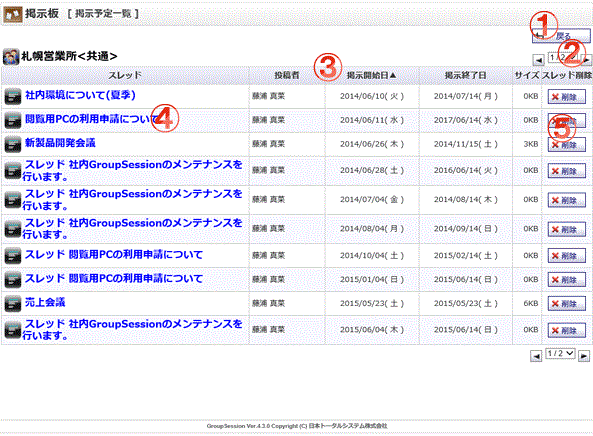 掲示板 [ 掲示予定一覧 ]
①
戻る
②
1 / 2
札幌営業所<共通>
③
スレッド 投稿者 掲示開始日▲ 掲示終了日 サイズ スレッド削除
社内環境について(夏季) 藤浦 真菜 2014/06/10( 火 ) 2014/07/14( 月 ) 0KB 削除
閲覧用PCの利用申請について 藤浦 真菜 2014/06/11( 水 ) 2017/06/14( 水 ) 0KB 削除
④
⑤
新製品開発会議 藤浦 真菜 2014/06/26( 木 ) 2014/11/15( 土 ) 3KB 削除
スレッド 社内GroupSessionのメンテナンスを
行います。 藤浦 真菜 2014/06/28( 土 ) 2016/06/14( 火 ) 0KB 削除
スレッド 社内GroupSessionのメンテナンスを
行います。 藤浦 真菜 2014/07/04( 金 ) 2014/08/14( 木 ) 0KB 削除
スレッド 社内GroupSessionのメンテナンスを
行います。 藤浦 真菜 2014/08/04( 月 ) 2014/09/14( 日 ) 0KB 削除
スレッド 閲覧用PCの利用申請について 藤浦 真菜 2014/10/04( 土 ) 2015/02/14( 土 ) 0KB 削除
スレッド 閲覧用PCの利用申請について 藤浦 真菜 2015/01/04( 日 ) 2015/06/14( 日 ) 0KB 削除
売上会議 藤浦 真菜 2015/05/23( 土 ) 2015/05/23( 土 ) 6KB 削除
スレッド 社内GroupSessionのメンテナンスを
行います。 藤浦 真菜 2015/06/04( 木 ) 2015/06/14( 日 ) 0KB 削除
1 / 2
GroupSession Ver.4.3.0 Copyright (C) 日本トータルシステム株式会社